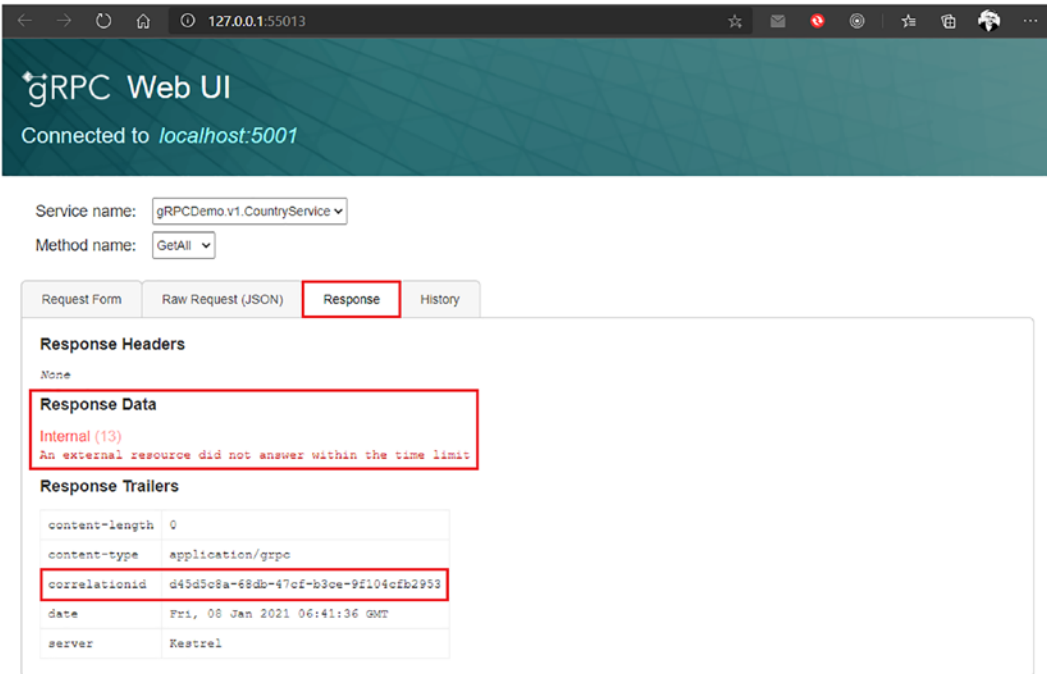 127.0.0.1:55013
gRPC Web UI
Connected to localhost:5001
Service name: gRPCDemo.v1.CountryService
Method name: GetAll
Request Form Raw Request (JSON) Response History
Response Headers
None
Response Data
Internal (13)
An external resource did not answer within the time limit
Response Trailers
content-length 0
content-type application/grpc
correlationid d45d5c8a-68db-47cf-b3ce-9f104cfb2953
date Fri, 08 Jan 2021 06:41:36 GMT
server Kestrel